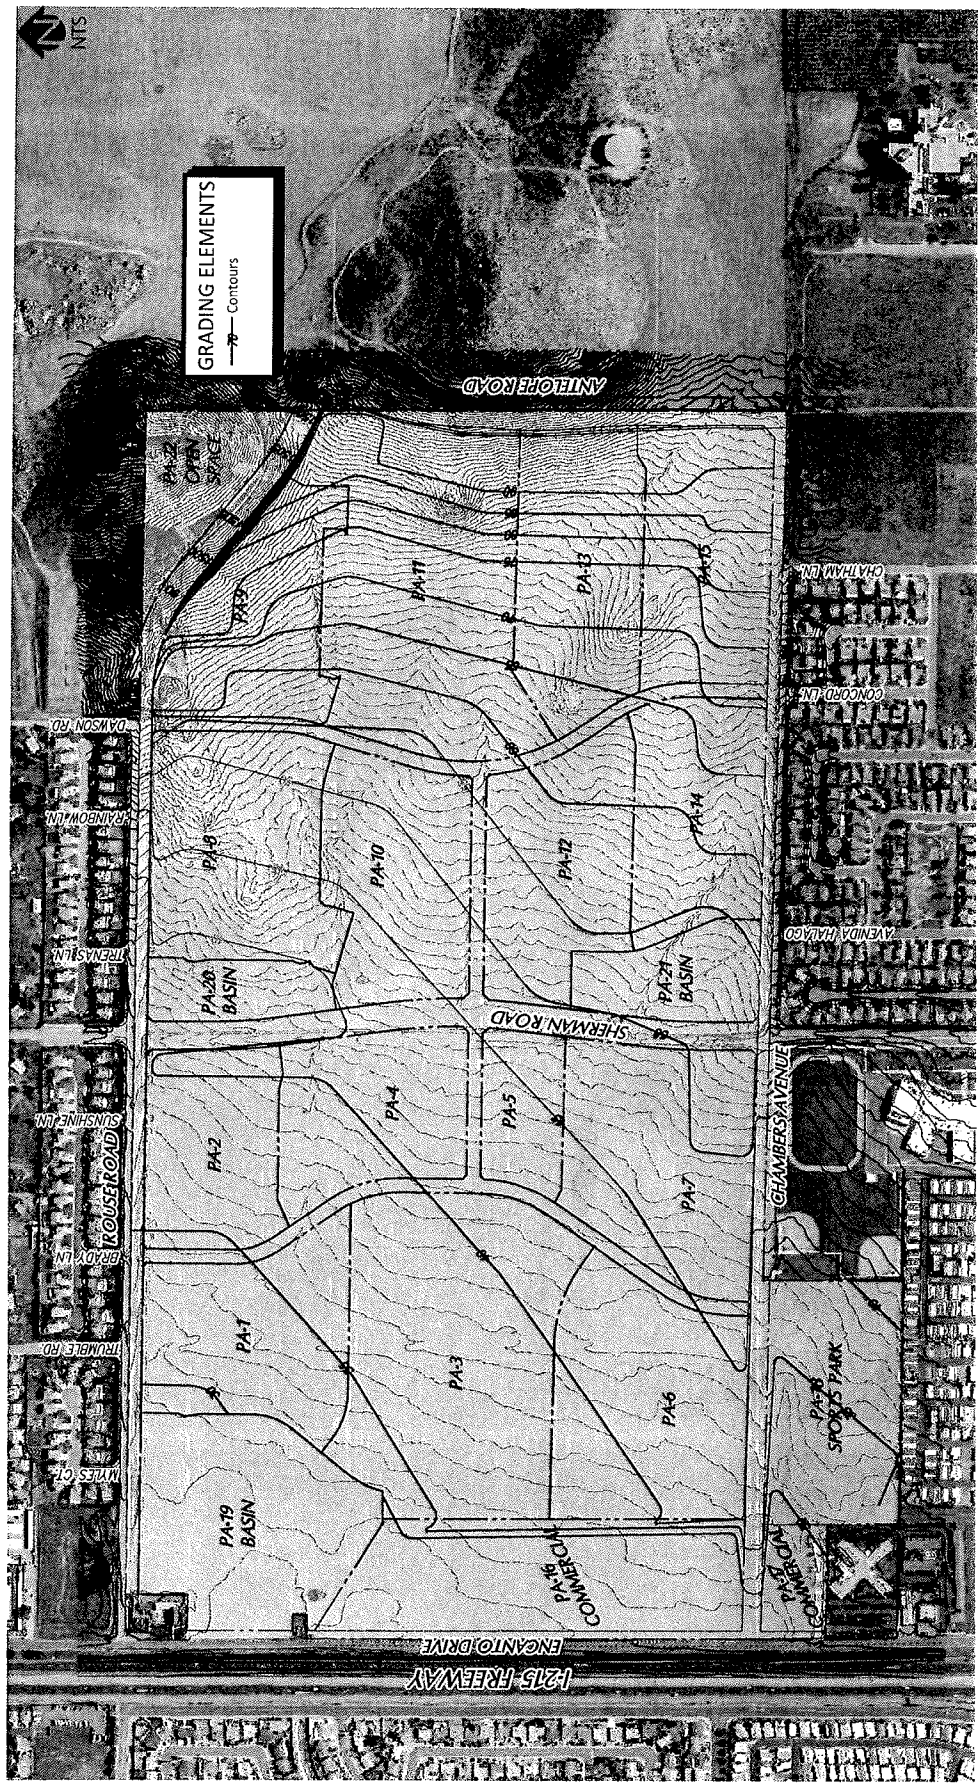 N
NTS
GRADING ELEMENTS
70 Contours
ANTELOPE ROAD
PA-22
OPEN
SPACE
PA-9
PA-11
PA-13
PA-15
CHATHAM LN.
CONCORD LN.
DAWSON RD.
RAINBOW LN.
PA-8
PA-10
PA-12
PA-14
TRENAS LN.
PA-20
BASIN
PA-21
BASIN
AVENIDA HALAGO
SHERMAN ROAD
SUNSHINE LN.
ROUSE ROAD
PA-2
PA-4
PA-5
PA-7
CHAMBERS AVENUE
BRADY LN
TRUMBLE RD
PA-1
PA-3
PA-6
PA-18
SPORTS PARK
MYLES CT.
PA-19
BASIN
PA-16
COMMERCIAL
PA-17
COMMERCIAL
ENCANTO DRIVE
I-215 FREEWAY